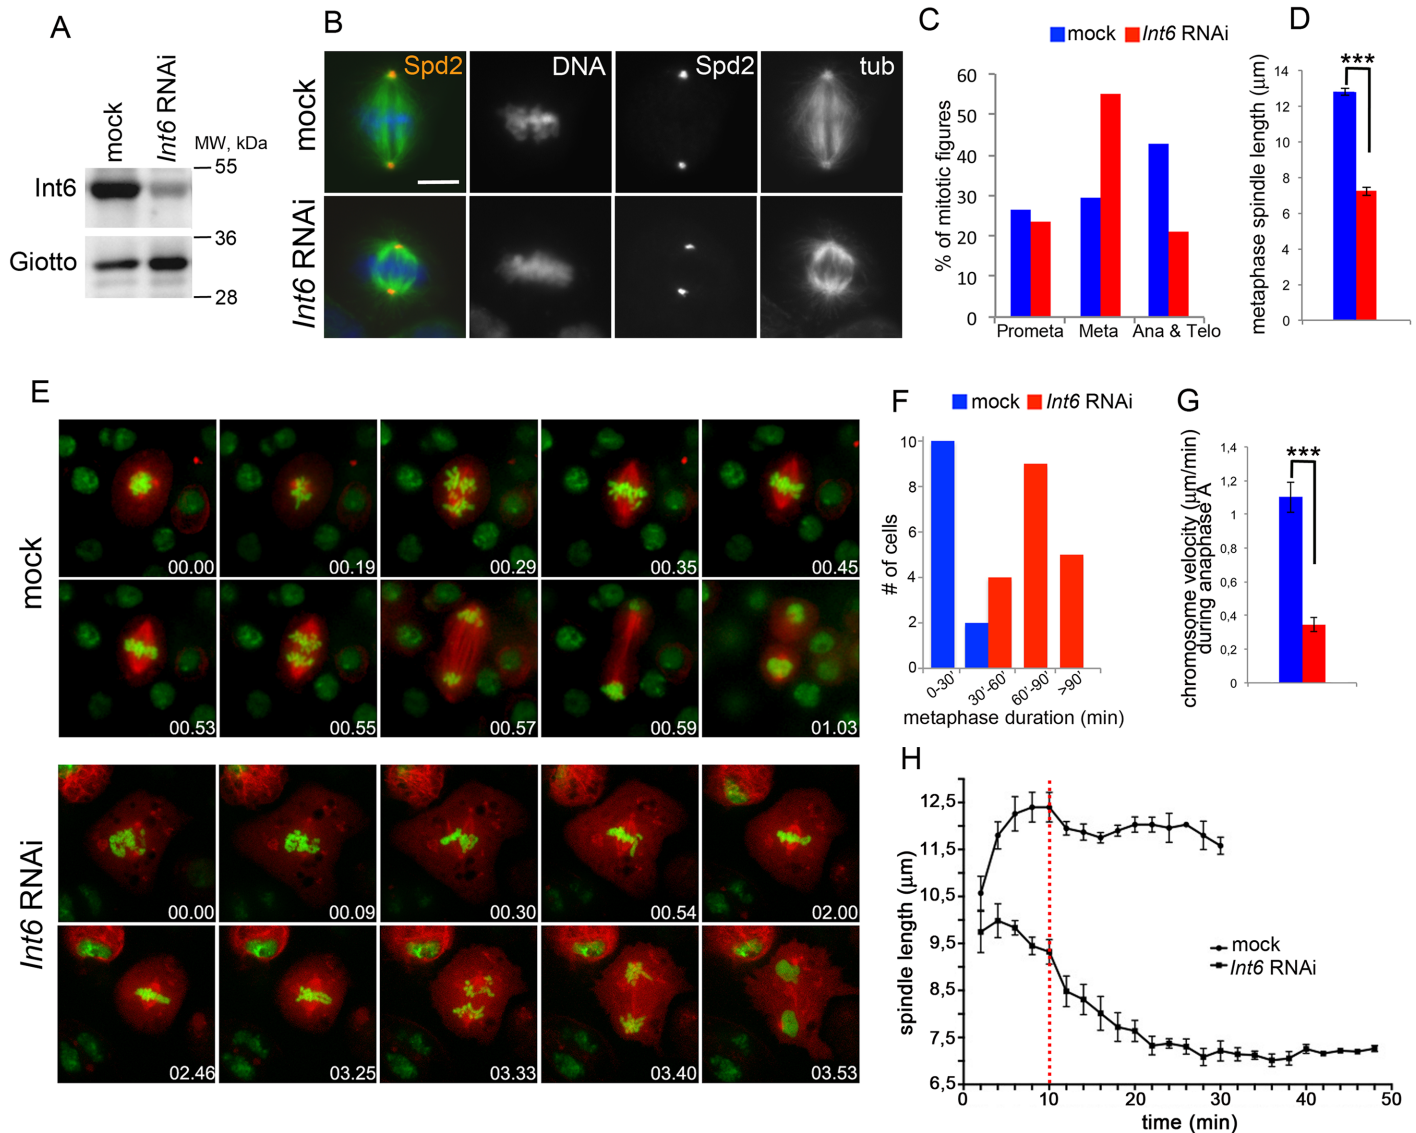 A
mock
Int6 RNAi
MW, kDa
55
Int6
36
Giotto
28
B
Spd2
DNA
Spd2
tub
mock
Int6 RNAi
C
mock
Int6 RNAi
% of mitotic figures
60
50
40
30
20
10
0
Prometa
Meta
Ana & Telo
D
***
metaphase spindle length (µm)
14
12
10
8
6
4
2
0
E
mock
00.00
00.19
00.29
00.35
00.45
00.53
00.55
00.57
00.59
01.03
Int6 RNAi
00.00
00.09
00.30
00.54
02.00
02.46
03.25
03.33
03.40
03.53
F
mock
Int6 RNAi
# of cells
10
8
6
4
2
0
0-30'
30'-60'
60'-90'
>90'
metaphase duration (min)
G
***
chromosome velocity (µm/min)
during anaphase A
1,4
1,2
1
0,8
0,6
0,4
0,2
0
H
spindle length (µm)
12,5
11,5
10,5
9,5
8,5
7,5
6,5
mock
Int6 RNAi
0
10
20
30
40
50
time (min)